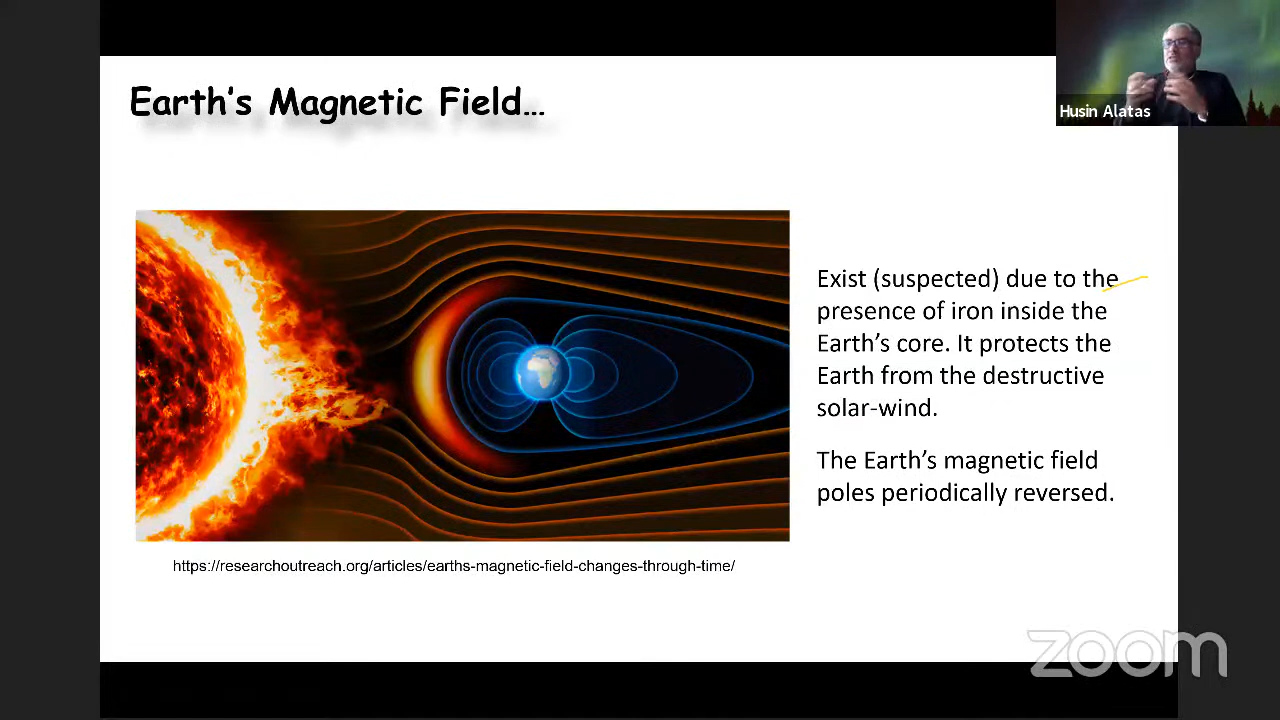 Earth's Magnetic Field…
Husin Alatas
Exist (suspected) due to the
presence of iron inside the
Earth's core. It protects the
Earth from the destructive
solar-wind.
The Earth's magnetic field
poles periodically reversed.
https://researchoutreach.org/articles/earths-magnetic-field-changes-through-time/
zoom